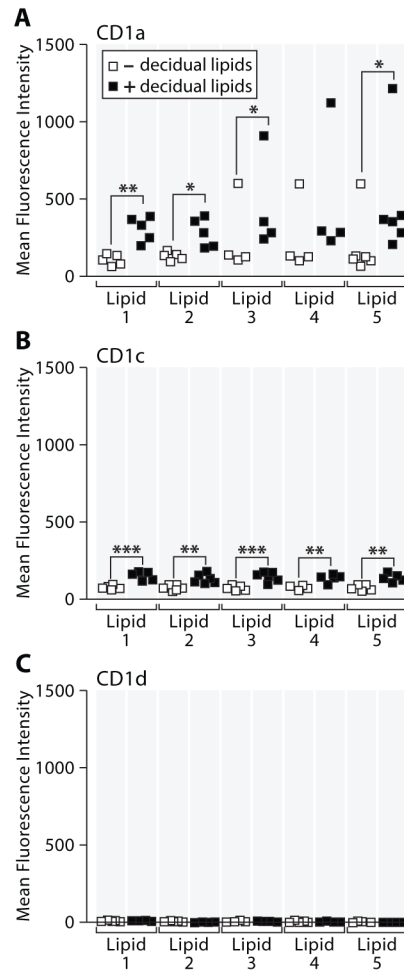 A
CD1a
Mean Fluorescence Intensity
1500
1000
500
0
− decidual lipids
+ decidual lipids
**
*
*
*
Lipid 1
Lipid 2
Lipid 3
Lipid 4
Lipid 5
B
CD1c
Mean Fluorescence Intensity
1500
1000
500
0
***
**
***
**
**
Lipid 1
Lipid 2
Lipid 3
Lipid 4
Lipid 5
C
CD1d
Mean Fluorescence Intensity
1500
1000
500
0
Lipid 1
Lipid 2
Lipid 3
Lipid 4
Lipid 5